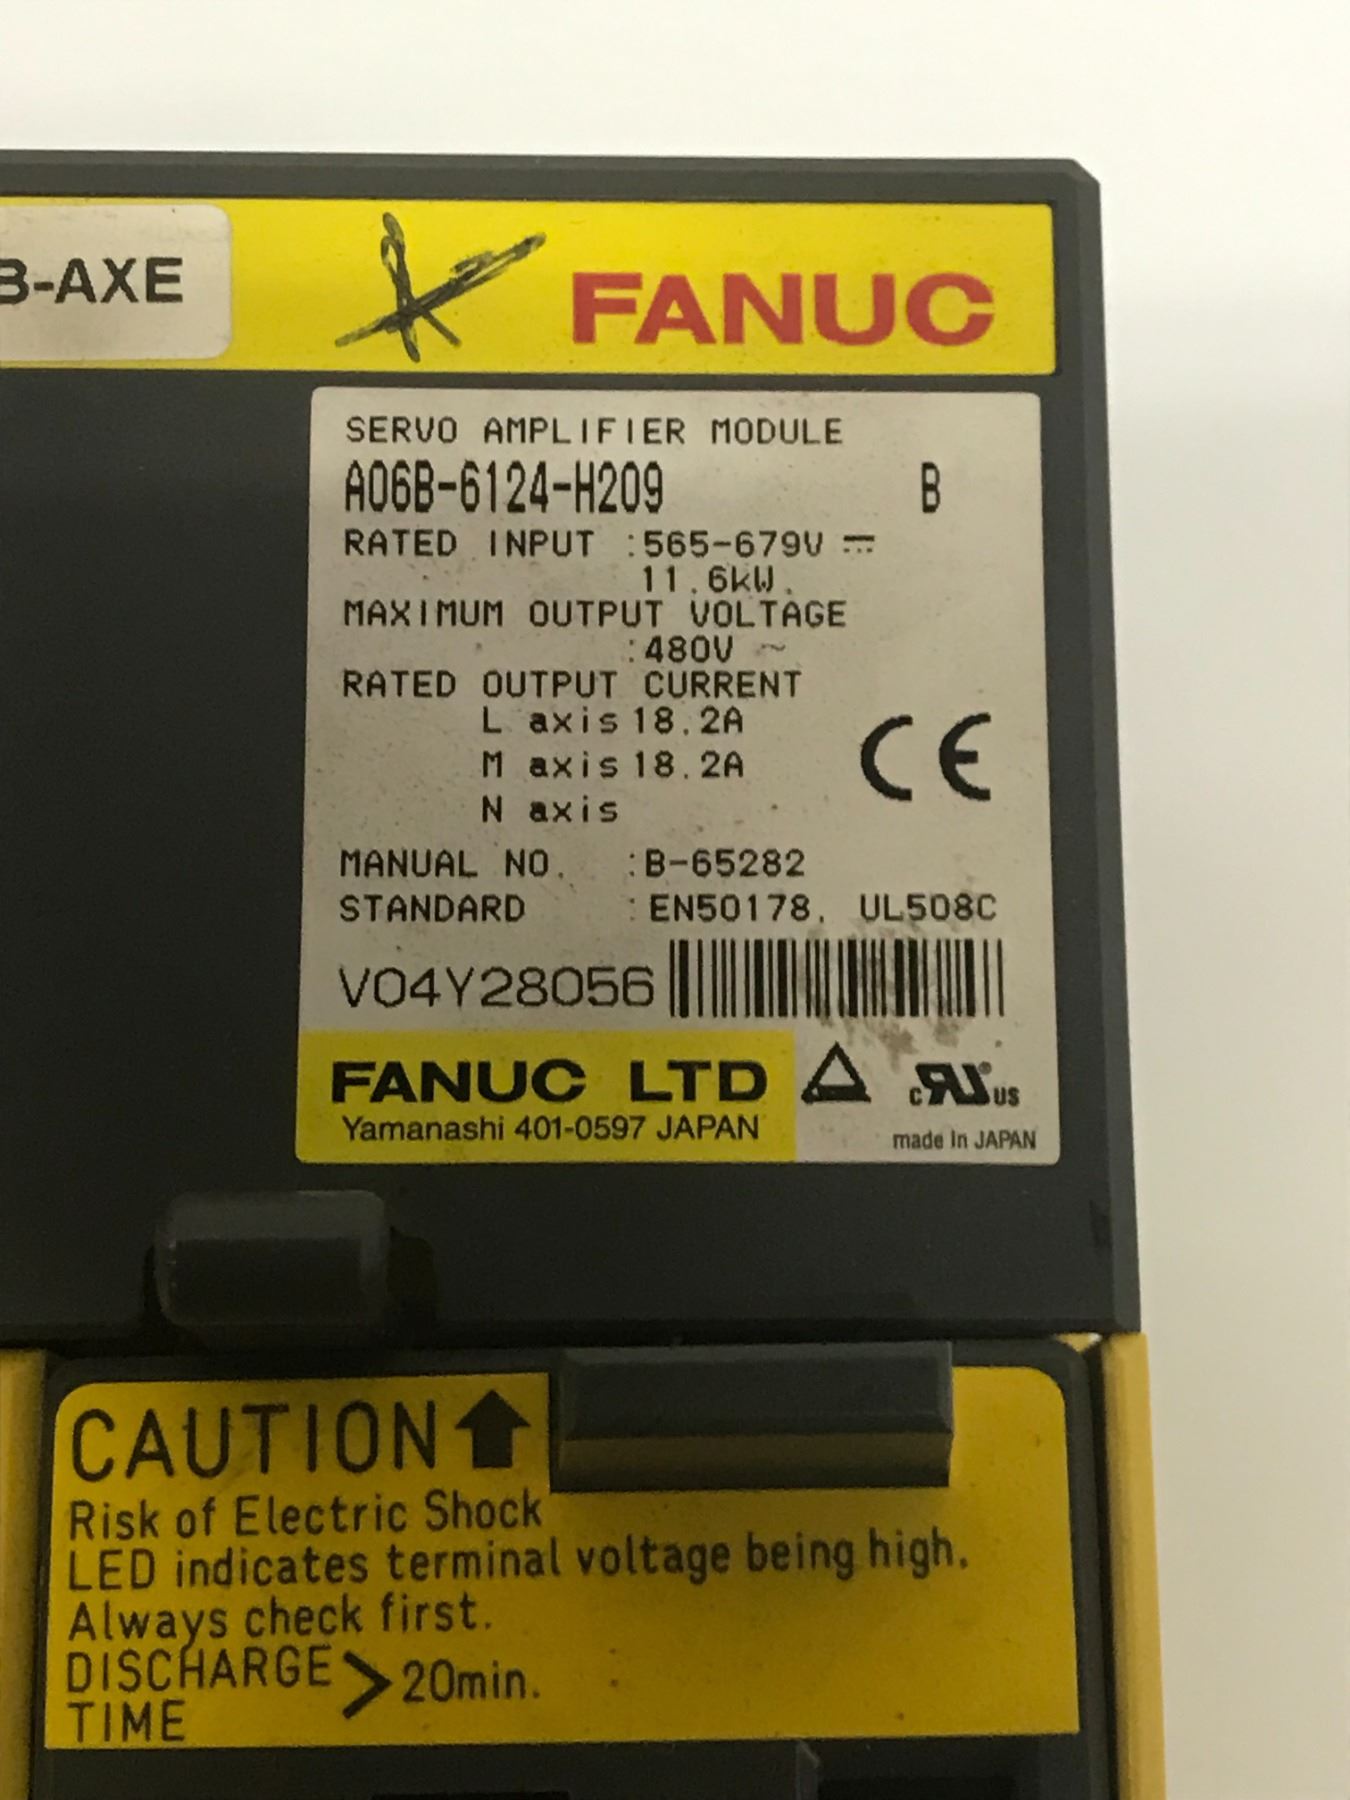 B-AXE
FANUC
SERVO AMPLIFIER MODULE
A06B-6124-H209 B
RATED INPUT :565-679V ⎓
11.6kW.
MAXIMUM OUTPUT VOLTAGE
:480V ~
RATED OUTPUT CURRENT
L axis 18.2A
M axis 18.2A
N axis
MANUAL NO. :B-65282
STANDARD :EN50178, UL508C
V04Y28056
CE
FANUC LTD
Yamanashi 401-0597 JAPAN
c RU US
made In JAPAN
CAUTION
Risk of Electric Shock
LED indicates terminal voltage being high.
Always check first.
DISCHARGE
TIME > 20min.